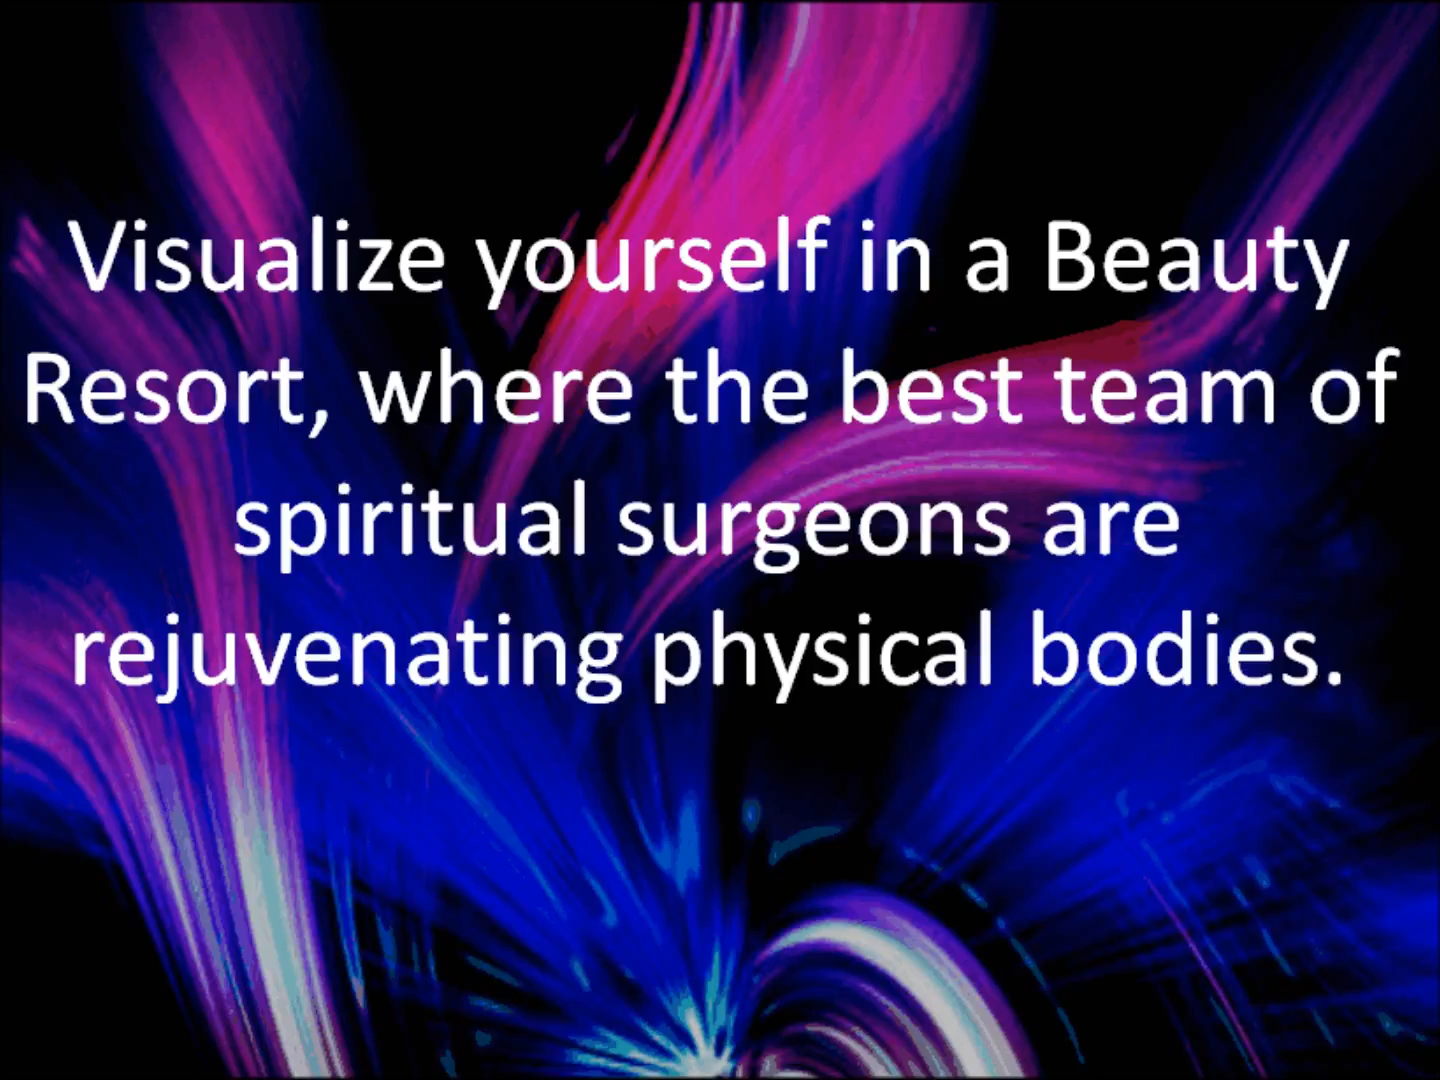 Visualize yourself in a Beauty
Resort, where the best team of
spiritual surgeons are
rejuvenating physical bodies.